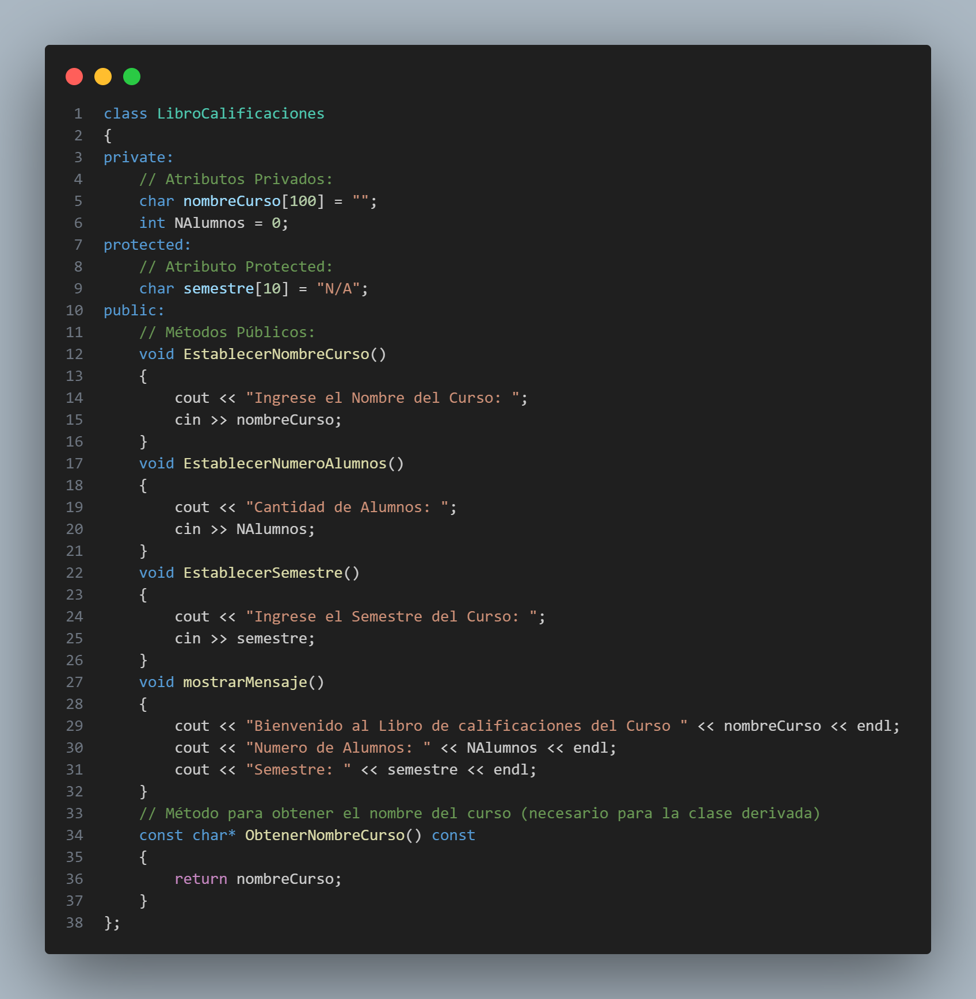 1 class LibroCalificaciones
2 {
3 private:
4     // Atributos Privados:
5     char nombreCurso[100] = "";
6     int NAlumnos = 0;
7 protected:
8     // Atributo Protected:
9     char semestre[10] = "N/A";
10 public:
11     // Métodos Públicos:
12     void EstablecerNombreCurso()
13     {
14         cout << "Ingrese el Nombre del Curso: ";
15         cin >> nombreCurso;
16     }
17     void EstablecerNumeroAlumnos()
18     {
19         cout << "Cantidad de Alumnos: ";
20         cin >> NAlumnos;
21     }
22     void EstablecerSemestre()
23     {
24         cout << "Ingrese el Semestre del Curso: ";
25         cin >> semestre;
26     }
27     void mostrarMensaje()
28     {
29         cout << "Bienvenido al Libro de calificaciones del Curso " << nombreCurso << endl;
30         cout << "Numero de Alumnos: " << NAlumnos << endl;
31         cout << "Semestre: " << semestre << endl;
32     }
33     // Método para obtener el nombre del curso (necesario para la clase derivada)
34     const char* ObtenerNombreCurso() const
35     {
36         return nombreCurso;
37     }
38 };